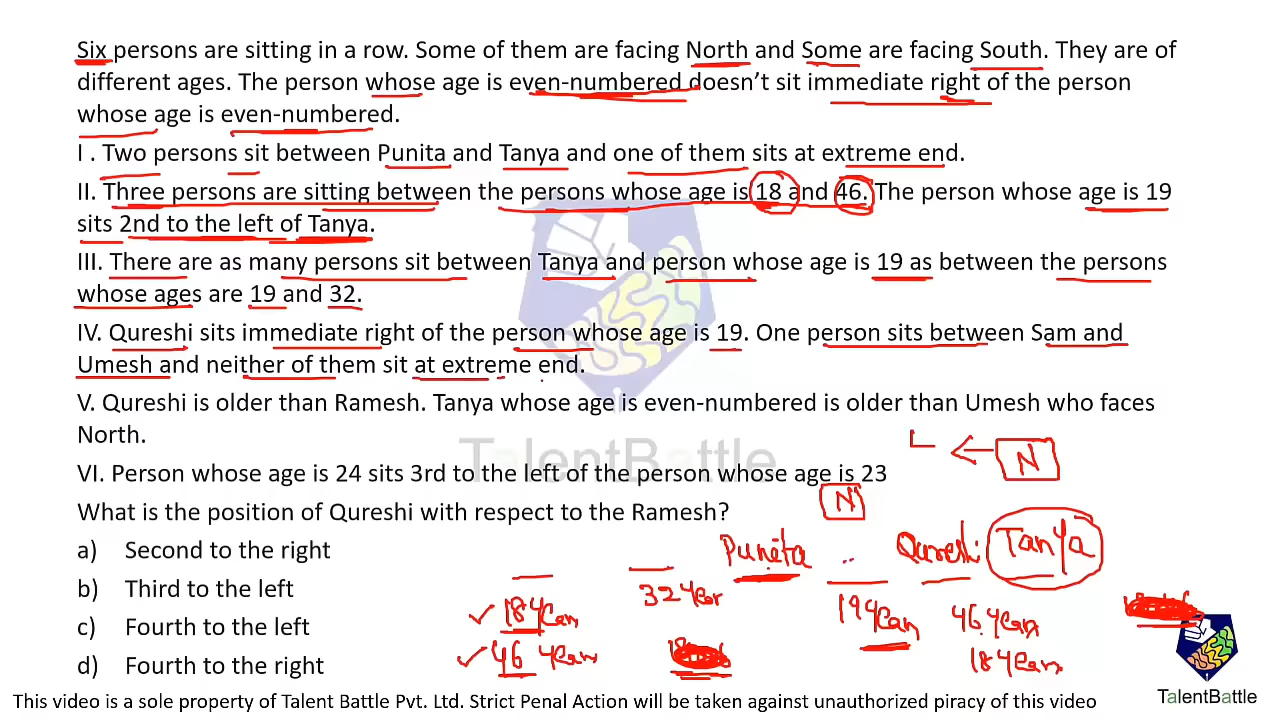 Six persons are sitting in a row. Some of them are facing North and Some are facing South. They are of
different ages. The person whose age is even-numbered doesn’t sit immediate right of the person
whose age is even-numbered.
I . Two persons sit between Punita and Tanya and one of them sits at extreme end.
II. Three persons are sitting between the persons whose age is 18 and 46. The person whose age is 19
sits 2nd to the left of Tanya.
III. There are as many persons sit between Tanya and person whose age is 19 as between the persons
whose ages are 19 and 32.
IV. Qureshi sits immediate right of the person whose age is 19. One person sits between Sam and
Umesh and neither of them sit at extreme end.
V. Qureshi is older than Ramesh. Tanya whose age is even-numbered is older than Umesh who faces
North.
L ← N
TalentBattle
VI. Person whose age is 24 sits 3rd to the left of the person whose age is 23
What is the position of Qureshi with respect to the Ramesh?
N
a) Second to the right
Punita Qureshi Tanya
b) Third to the left
18 Year 32 Year 19 Year 46 Year
c) Fourth to the left
46 Year 18 Year
d) Fourth to the right
TalentBattle
This video is a sole property of Talent Battle Pvt. Ltd. Strict Penal Action will be taken against unauthorized piracy of this video